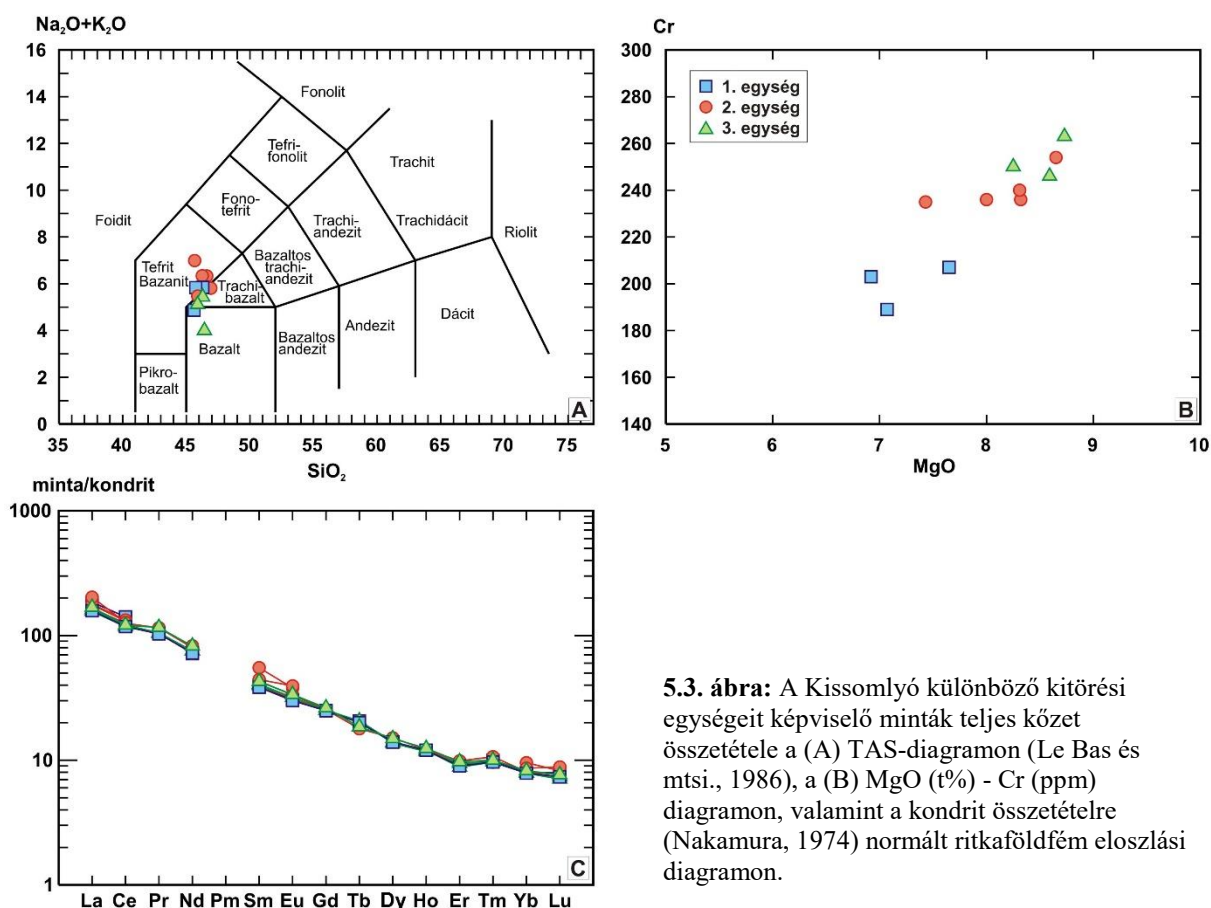 Na₂O+K₂O
16
14
12
10
8
6
4
2
0
Fonolit
Tefri-
fonolit
Trachit
Fono-
tefrit
Foidit
Trachi-
andezit
Trachidácit
Riolit
Tefrit
Bazanit
Bazaltos
trachi-
andezit
Trachi-
bazalt
Dácit
Bazalt
Bazaltos
andezit
Andezit
Pikro-
bazalt
A
35 40 45 50 55 60 65 70 75
SiO₂
Cr
300
280
260
240
220
200
180
160
140
1. egység
2. egység
3. egység
B
5 6 7 8 9 10
MgO
minta/kondrit
1000
100
10
1
C
La Ce Pr Nd Pm Sm Eu Gd Tb Dy Ho Er Tm Yb Lu
5.3. ábra: A Kissomlyó különböző kitörési
egységeit képviselő minták teljes kőzet
összetétele a (A) TAS-diagramon (Le Bas és
mtsi., 1986), a (B) MgO (t%) - Cr (ppm)
diagramon, valamint a kondrit összetételre
(Nakamura, 1974) normált ritkaföldfém eloszlási
diagramon.